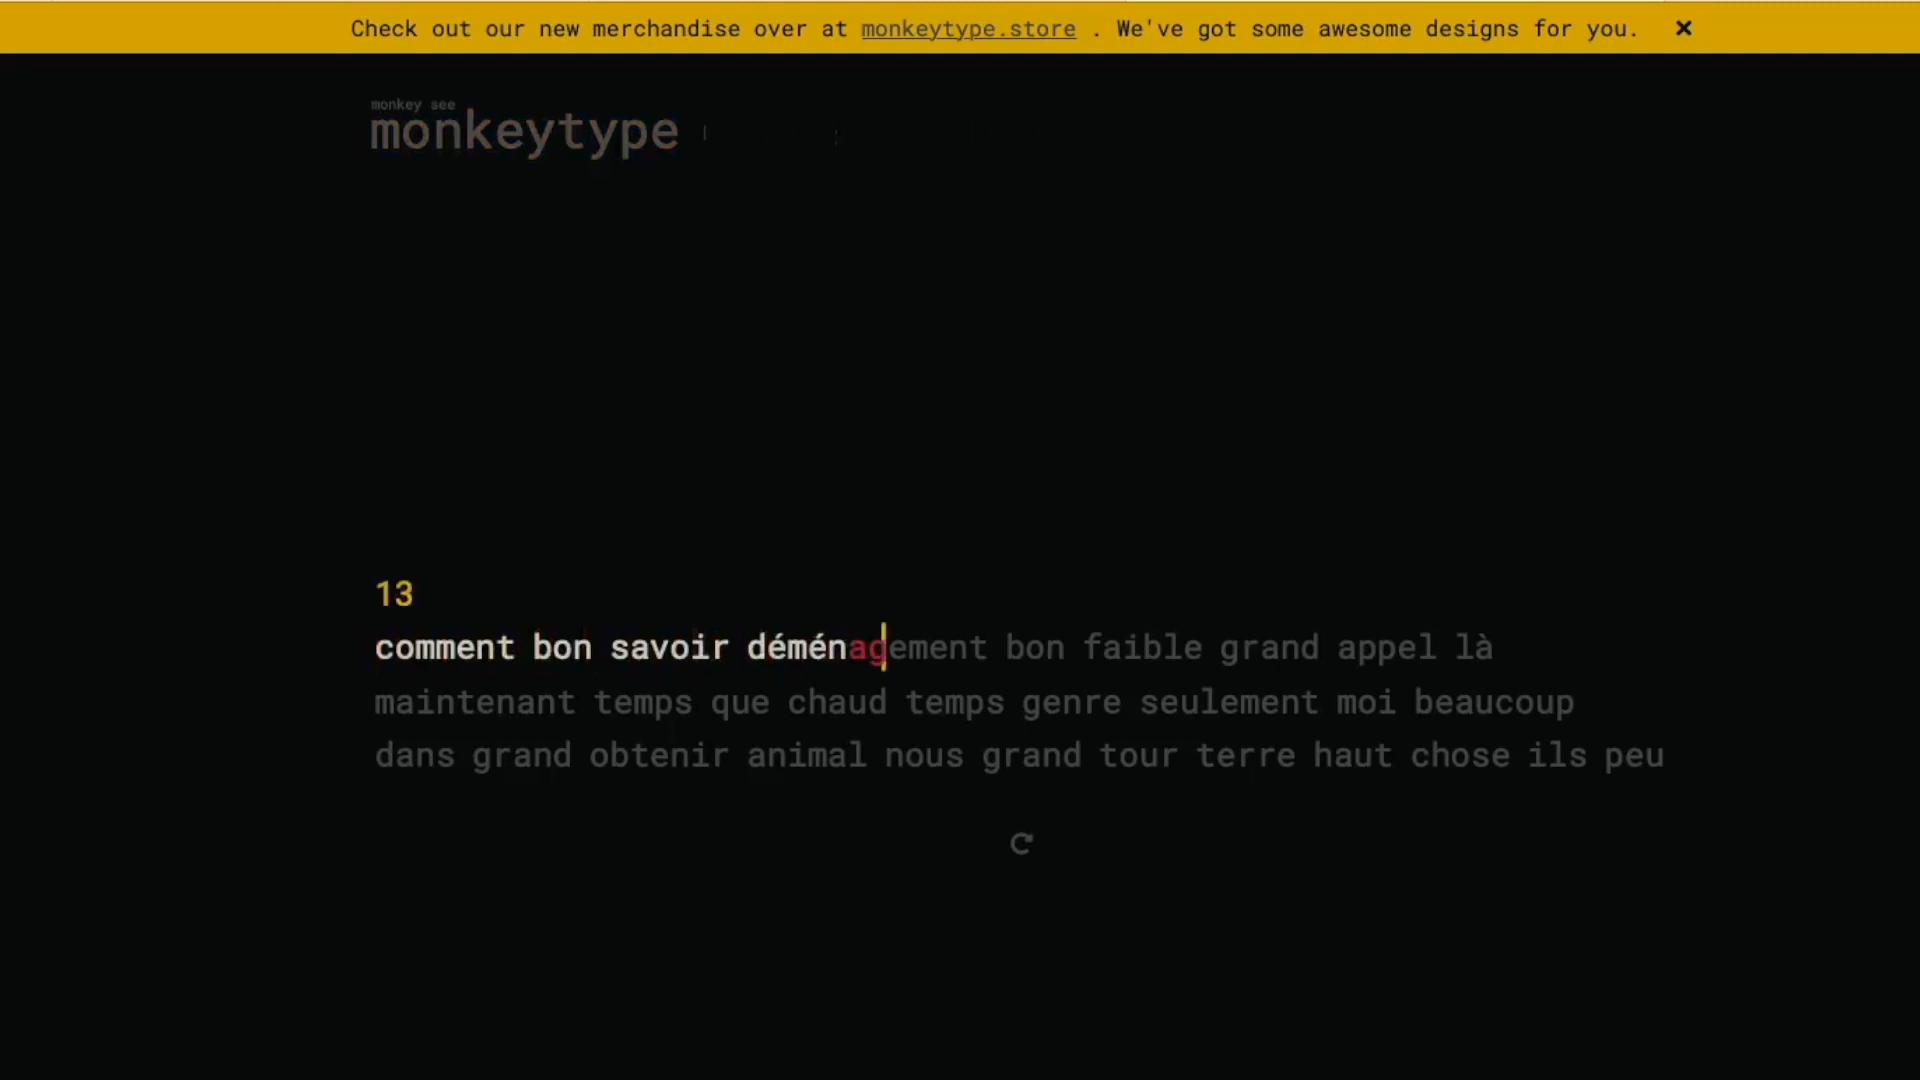 Check out our new merchandise over at monkeytype.store . We've got some awesome designs for you. ×
monkey see
monkeytype
13
comment bon savoir déménagement bon faible grand appel là
maintenant temps que chaud temps genre seulement moi beaucoup
dans grand obtenir animal nous grand tour terre haut chose ils peu